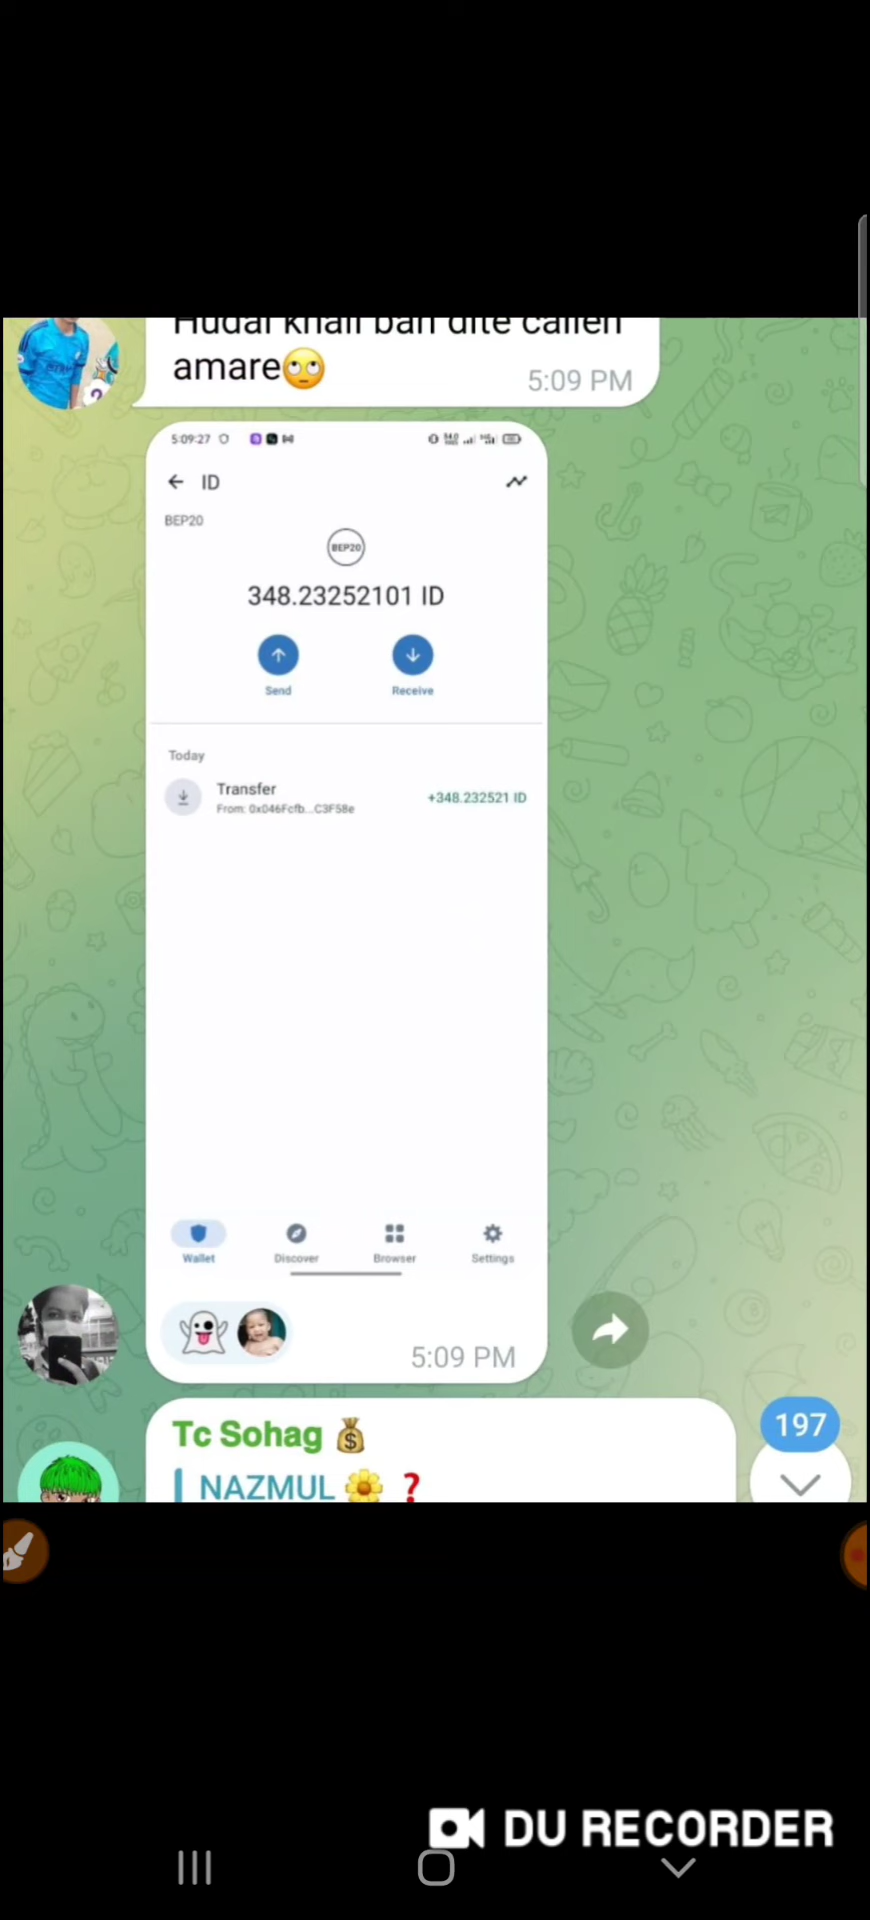 amare🙄
5:09 PM
5:09:27
ID
BEP20
BEP20
348.23252101 ID
Send Receive
Today
Transfer
+348.232521 ID
From: 0x046Fcfb...C3F58e
Wallet Discover Browser Settings
5:09 PM
Tc Sohag 💰
197
NAZMUL 🌼 ❓
DU RECORDER